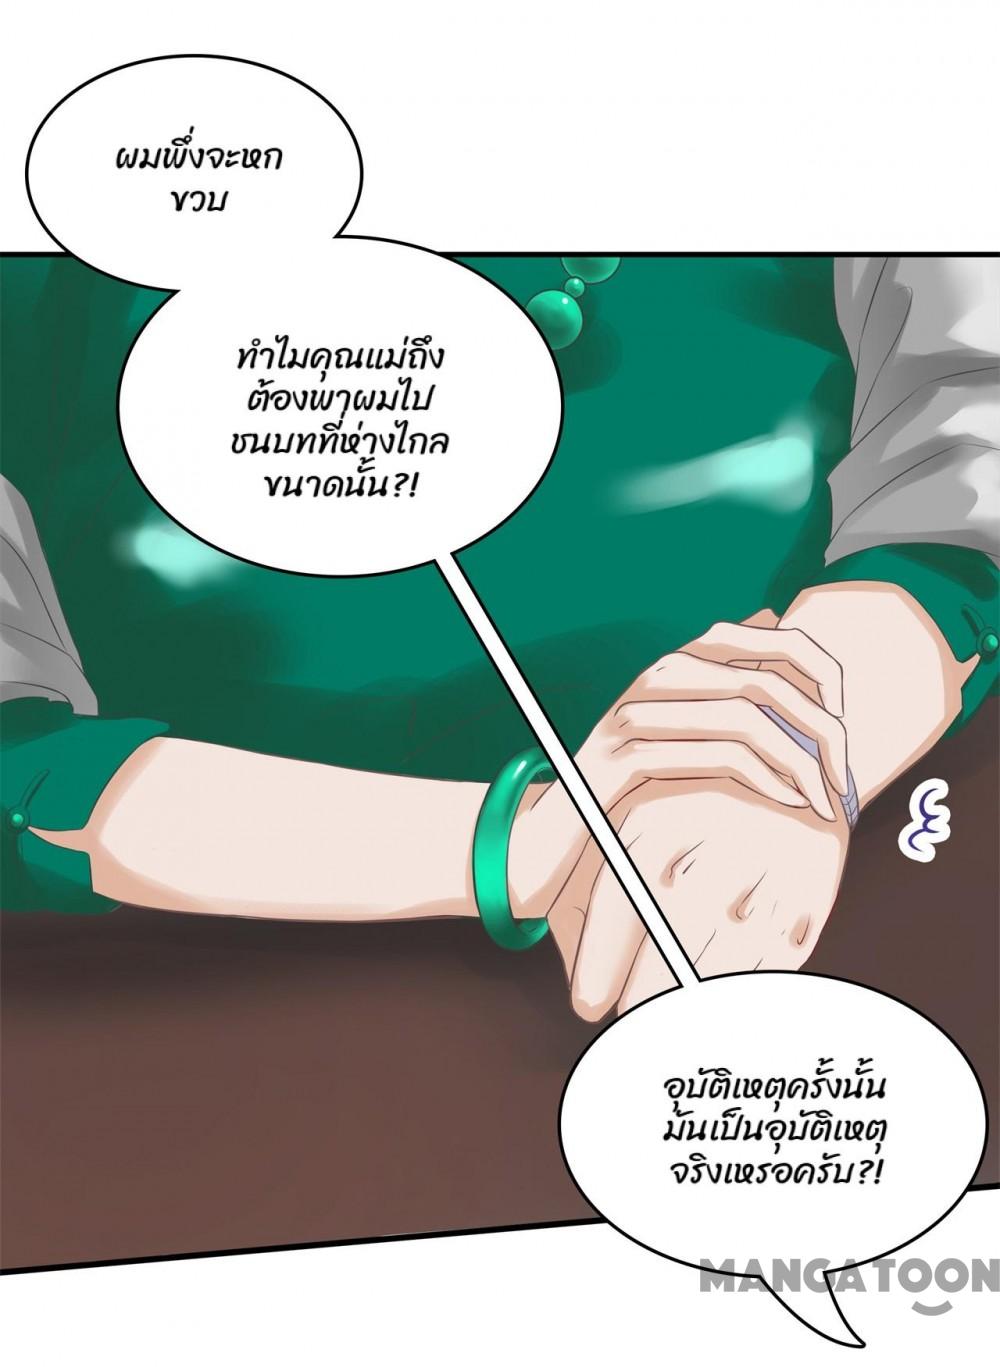 ผมพึ่งจะหก
ขวบ
ทำไมคุณแม่ถึง
ต้องพาผมไป
ชนบทที่ห่างไกล
ขนาดนั้น?!
อุบัติเหตุครั้งนั้น
มันเป็นอุบัติเหตุ
จริงเหรอครับ?!
MANGATOON